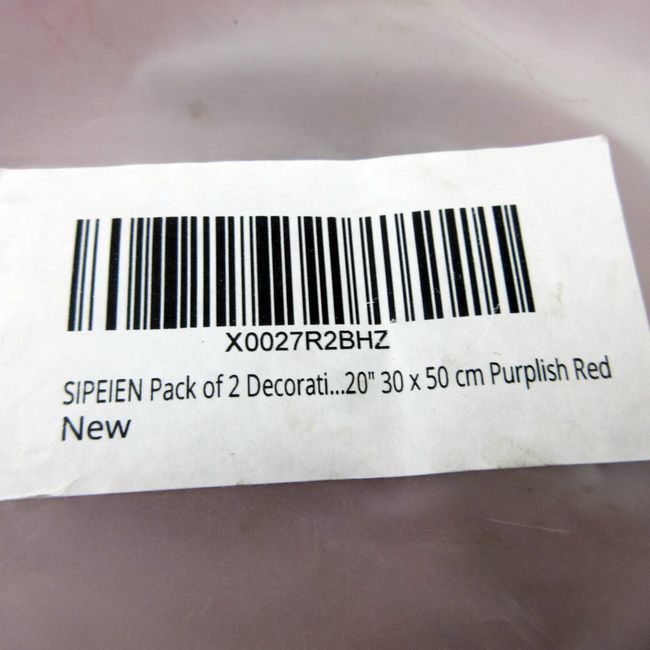 X0027R2BHZ
SIPEIEN Pack of 2 Decorati...20" 30 x 50 cm Purplish Red
New